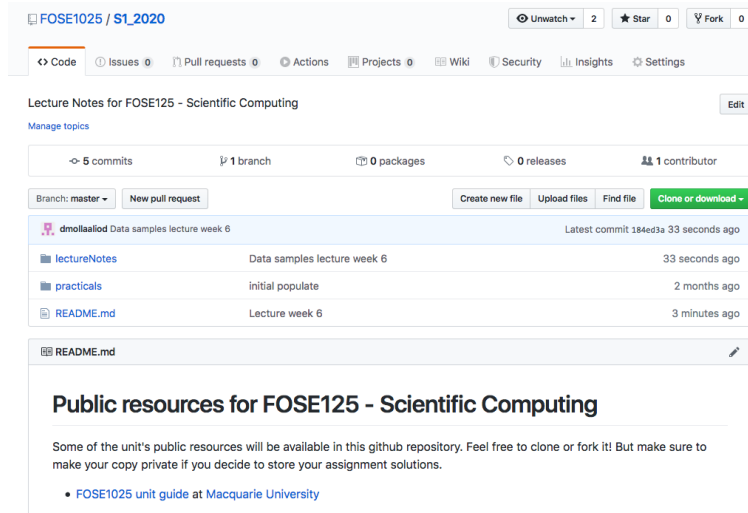 FOSE1025 / S1_2020
Unwatch 2 Star 0 Fork 0
Code Issues 0 Pull requests 0 Actions Projects 0 Wiki Security Insights Settings
Lecture Notes for FOSE125 - Scientific Computing
Edit
Manage topics
5 commits 1 branch 0 packages 0 releases 1 contributor
Branch: master New pull request Create new file Upload files Find file Clone or download
dmollaaliod Data samples lecture week 6 Latest commit 184ed3a 33 seconds ago
lectureNotes Data samples lecture week 6 33 seconds ago
practicals initial populate 2 months ago
README.md Lecture week 6 3 minutes ago
README.md
Public resources for FOSE125 - Scientific Computing
Some of the unit's public resources will be available in this github repository. Feel free to clone or fork it! But make sure to
make your copy private if you decide to store your assignment solutions.
• FOSE1025 unit guide at Macquarie University